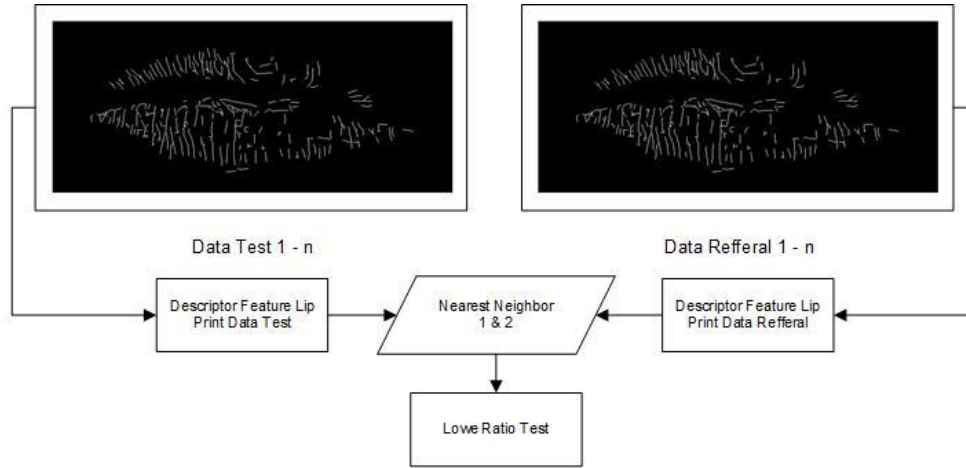 Data Test 1 - n
Data Refferal 1 - n
Descriptor Feature Lip
Print Data Test
Nearest Neighbor
1 & 2
Descriptor Feature Lip
Print Data Refferal
Lowe Ratio Test